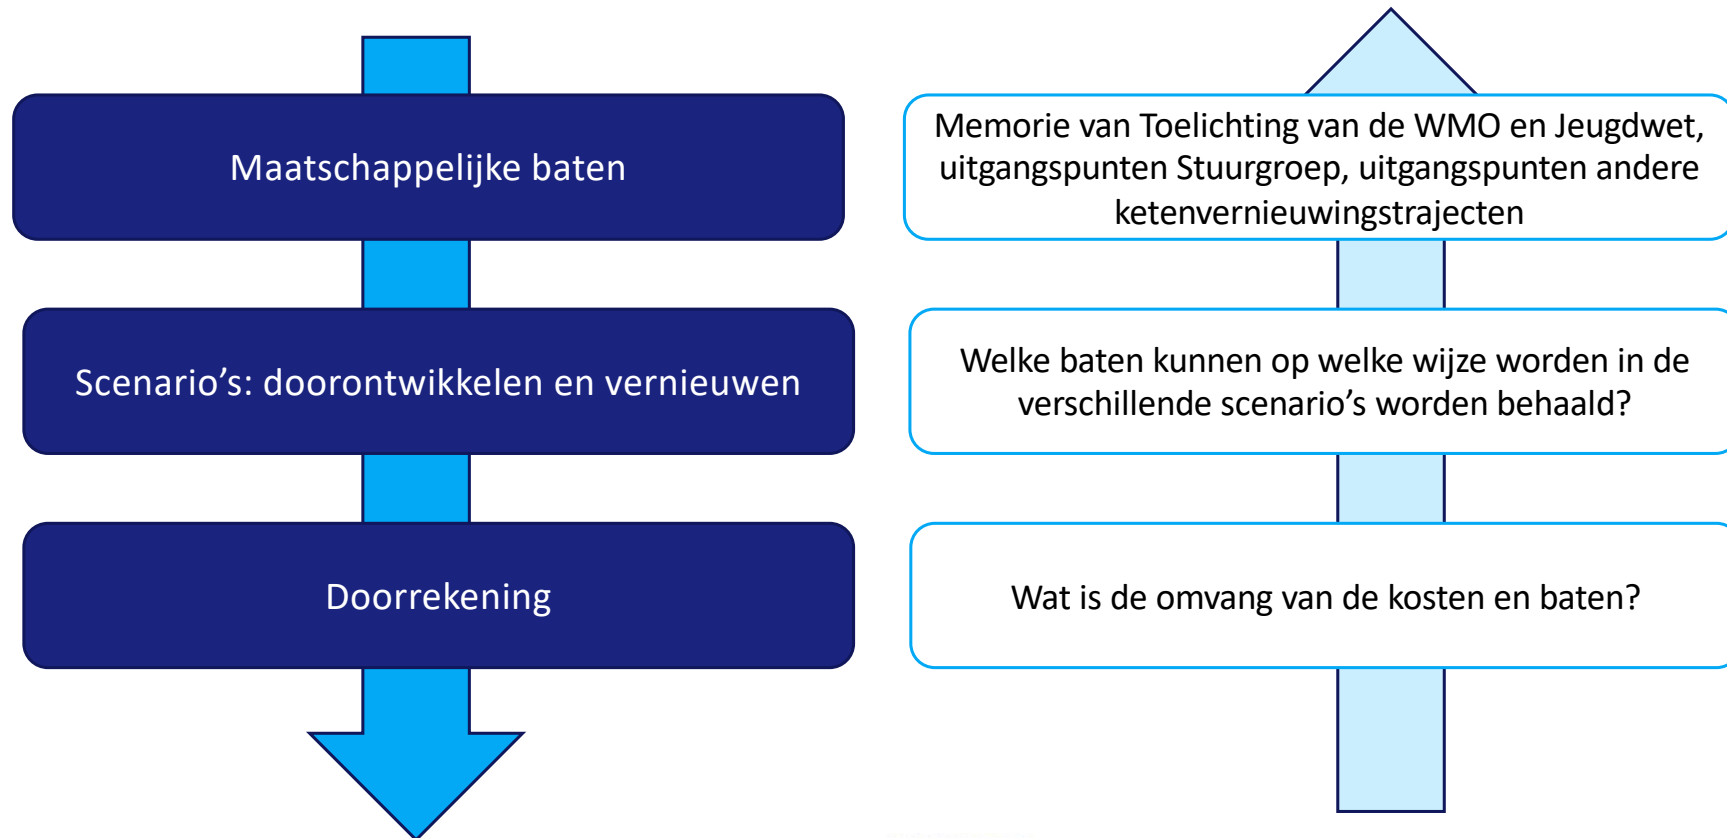 Maatschappelijke baten
Memorie van Toelichting van de WMO en Jeugdwet,
uitgangspunten Stuurgroep, uitgangspunten andere
ketenvernieuwingstrajecten
Scenario’s: doorontwikkelen en vernieuwen
Welke baten kunnen op welke wijze worden in de
verschillende scenario’s worden behaald?
Doorrekening
Wat is de omvang van de kosten en baten?